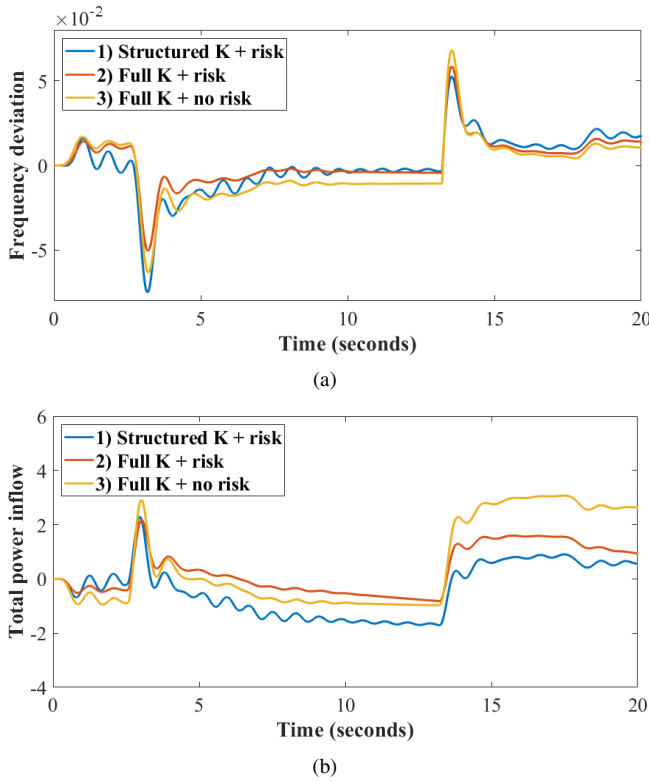 ×10⁻²
1) Structured K + risk
2) Full K + risk
3) Full K + no risk
5
0
-5
Frequency deviation
0 5 10 15 20
Time (seconds)
(a)
6
4
2
0
-2
-4
1) Structured K + risk
2) Full K + risk
3) Full K + no risk
Total power inflow
0 5 10 15 20
Time (seconds)
(b)